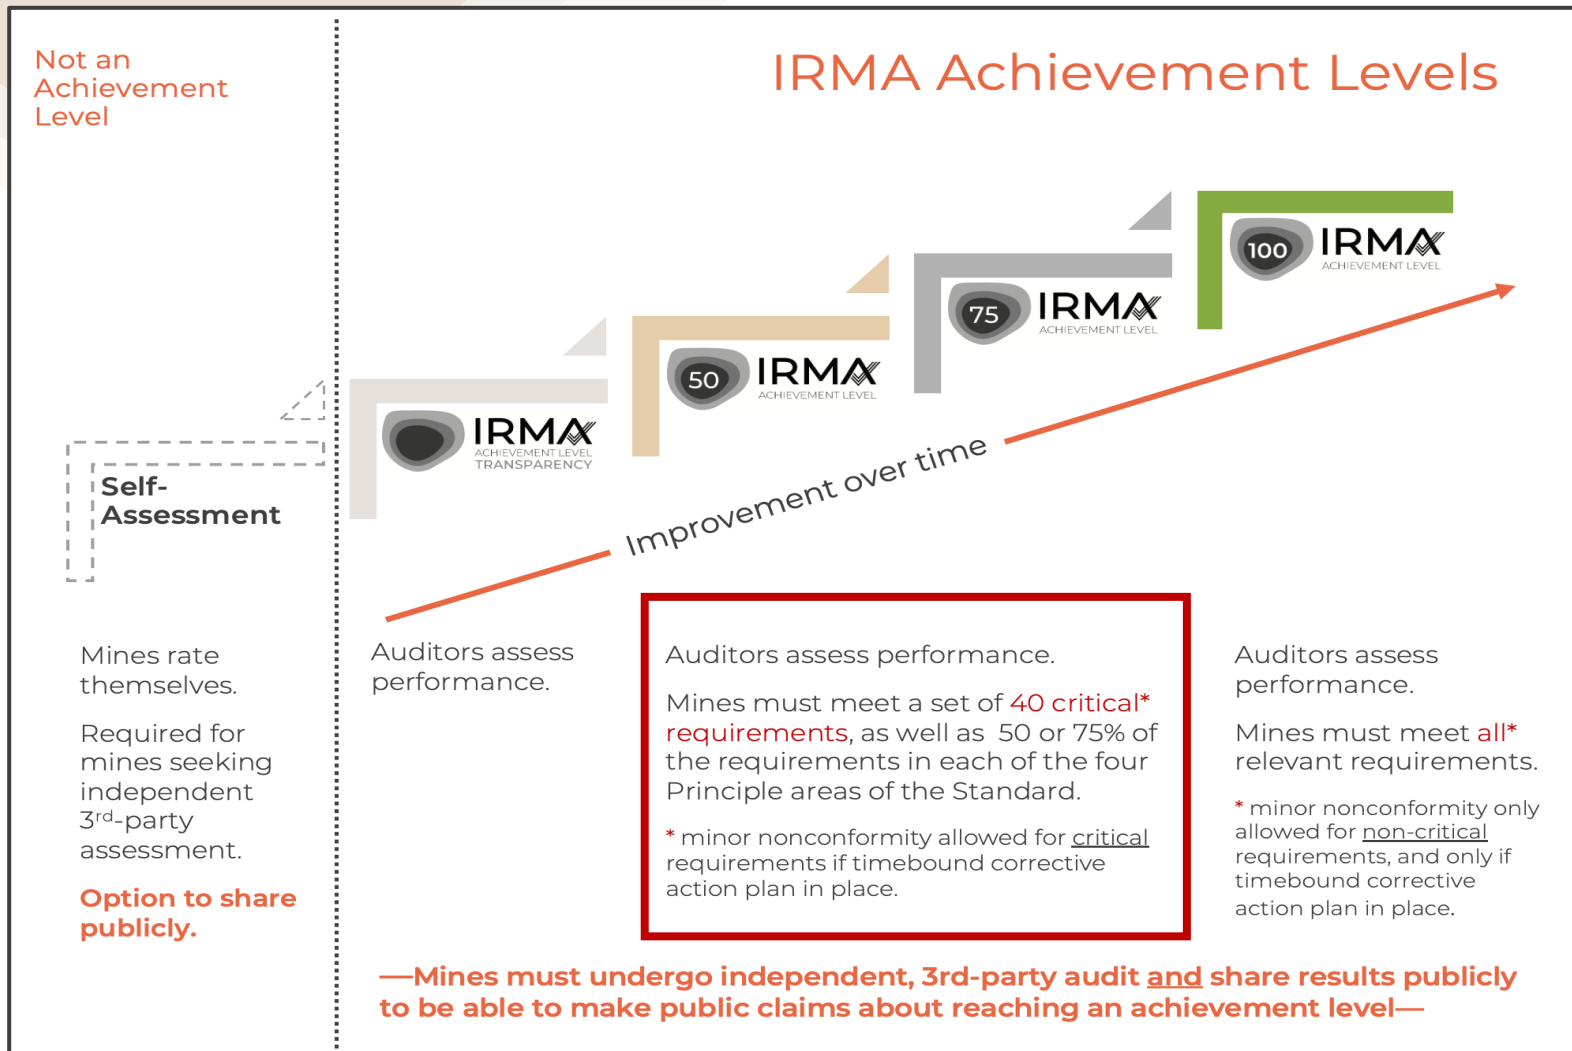 Not an
Achievement
Level
IRMA Achievement Levels
100
IRMA
ACHIEVEMENT LEVEL
75
IRMA
ACHIEVEMENT LEVEL
50
IRMA
ACHIEVEMENT LEVEL
IRMA
ACHIEVEMENT LEVEL
TRANSPARENCY
Self-
Assessment
Improvement over time
Mines rate
themselves.
Required for
mines seeking
independent
3rd-party
assessment.
Option to share
publicly.
Auditors assess
performance.
Auditors assess performance.
Mines must meet a set of 40 critical*
requirements, as well as 50 or 75% of
the requirements in each of the four
Principle areas of the Standard.
* minor nonconformity allowed for critical
requirements if timebound corrective
action plan in place.
Auditors assess
performance.
Mines must meet all*
relevant requirements.
* minor nonconformity only
allowed for non-critical
requirements, and only if
timebound corrective
action plan in place.
—Mines must undergo independent, 3rd-party audit and share results publicly
to be able to make public claims about reaching an achievement level—